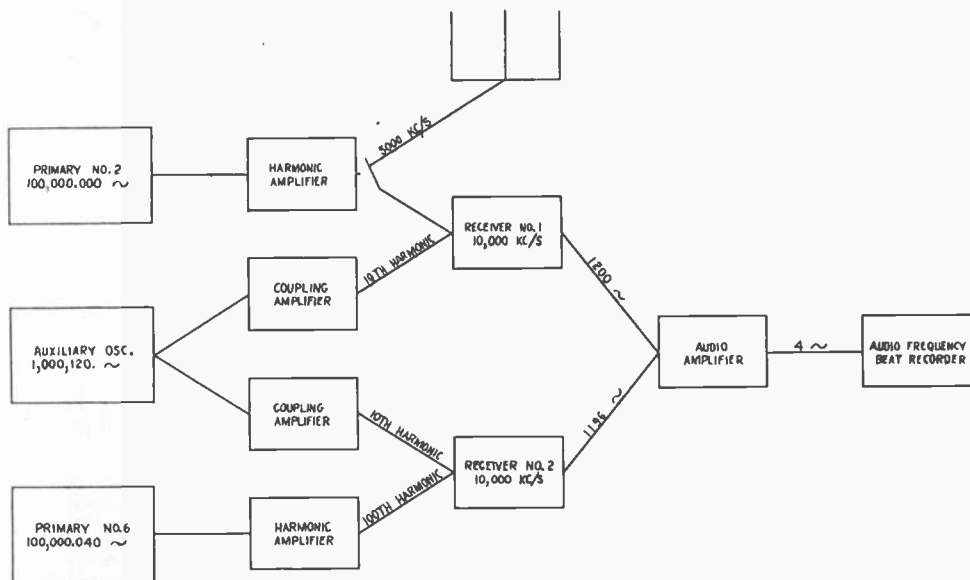 5000 KC/S
PRIMARY NO.2
100,000.000 ~
HARMONIC
AMPLIFIER
RECEIVER NO.1
10,000 KC/S
10TH HARMONIC
COUPLING
AMPLIFIER
1200 ~
AUXILIARY OSC.
1,000,120. ~
AUDIO
AMPLIFIER
4 ~
AUDIO FREQUENCY
BEAT RECORDER
COUPLING
AMPLIFIER
10TH HARMONIC
1196 ~
RECEIVER NO.2
10,000 KC/S
100TH HARMONIC
PRIMARY NO.6
100,000.040 ~
HARMONIC
AMPLIFIER